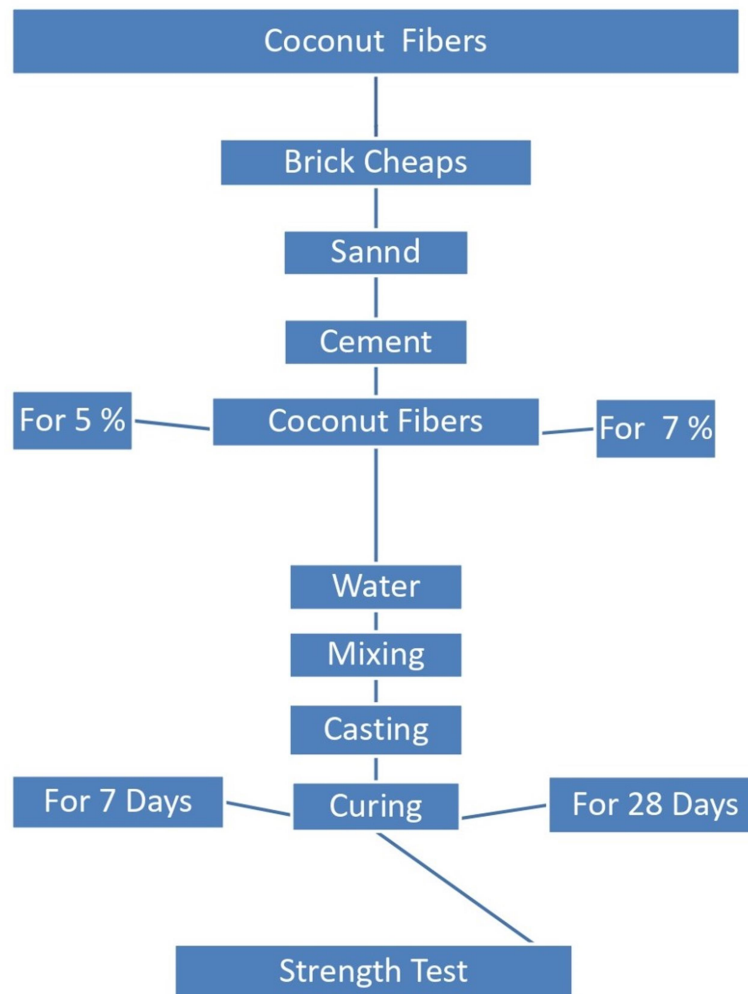 Coconut Fibers
Brick Cheaps
Sannd
Cement
For 5 %
Coconut Fibers
For 7 %
Water
Mixing
Casting
For 7 Days
Curing
For 28 Days
Strength Test